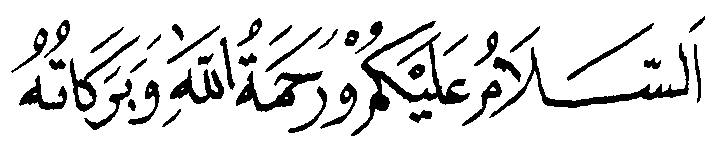 اَلسَّلَامُ عَلَيْكُمْ وَرَحْمَةُ اللهِ وَبَرَكَاتُهُ